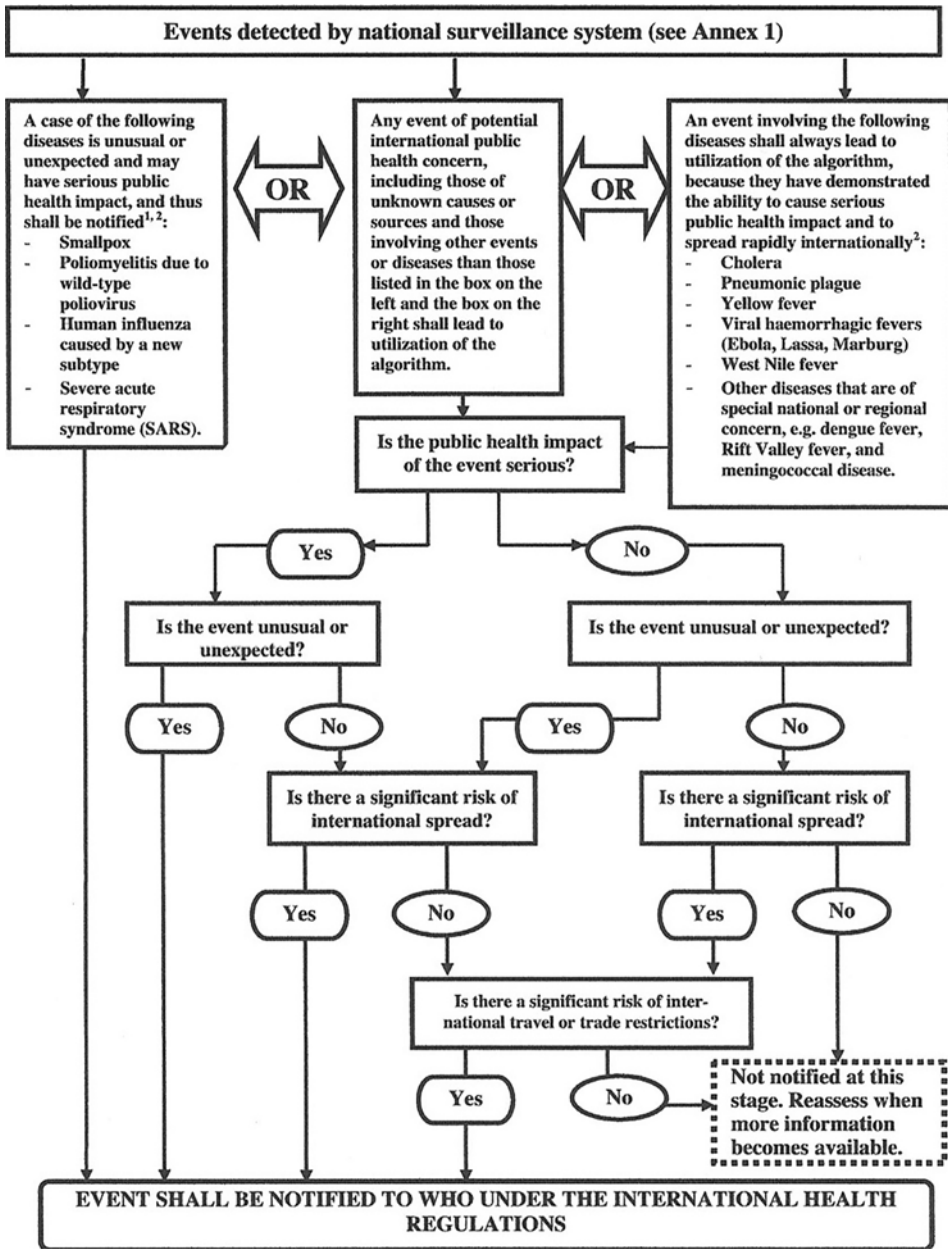 Events detected by national surveillance system (see Annex 1)
A case of the following
diseases is unusual or
unexpected and may
have serious public
health impact, and thus
shall be notified1, 2:
- Smallpox
- Poliomyelitis due to
wild-type
poliovirus
- Human influenza
caused by a new
subtype
- Severe acute
respiratory
syndrome (SARS).
OR
Any event of potential
international public
health concern,
including those of
unknown causes or
sources and those
involving other events
or diseases than those
listed in the box on the
left and the box on the
right shall lead to
utilization of the
algorithm.
OR
An event involving the following
diseases shall always lead to
utilization of the algorithm,
because they have demonstrated
the ability to cause serious
public health impact and to
spread rapidly internationally2:
- Cholera
- Pneumonic plague
- Yellow fever
- Viral haemorrhagic fevers
(Ebola, Lassa, Marburg)
- West Nile fever
- Other diseases that are of
special national or regional
concern, e.g. dengue fever,
Rift Valley fever, and
meningococcal disease.
Is the public health impact
of the event serious?
Yes
No
Is the event unusual or
unexpected?
Is the event unusual or unexpected?
Yes
No
Yes
No
Is there a significant risk of
international spread?
Is there a significant risk of
international spread?
Yes
No
Yes
No
Is there a significant risk of inter-
national travel or trade restrictions?
Yes
No
Not notified at this
stage. Reassess when
more information
becomes available.
EVENT SHALL BE NOTIFIED TO WHO UNDER THE INTERNATIONAL HEALTH
REGULATIONS